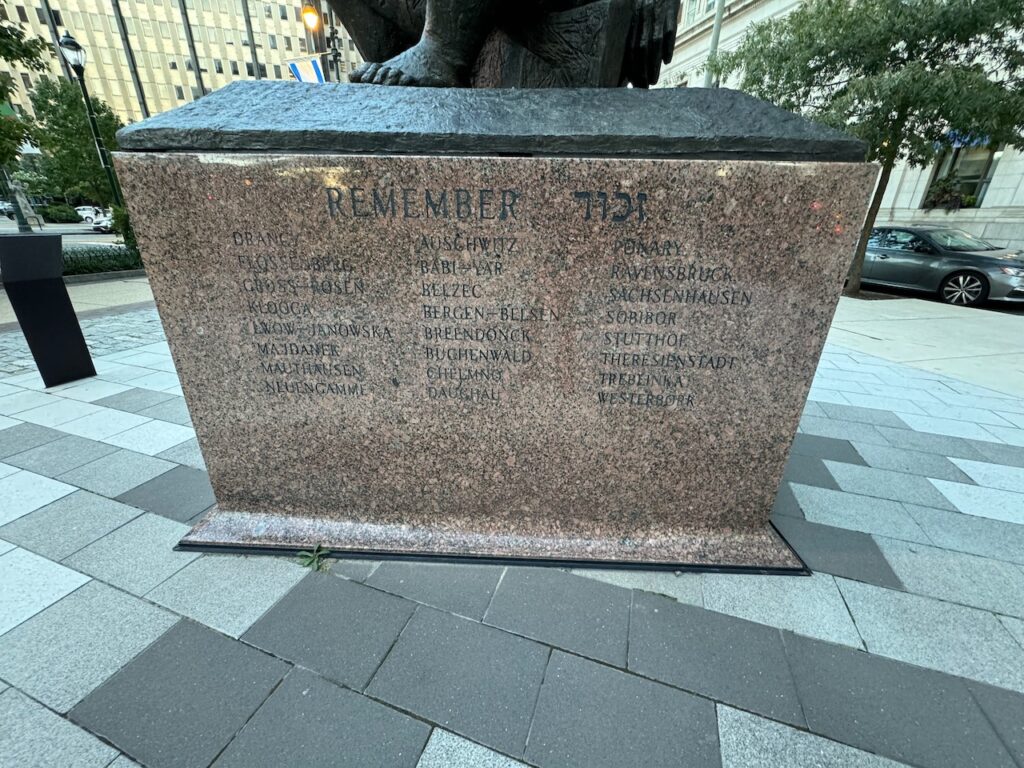 REMEMBER זכור
DRANCY
FLOSSENBERG
GROSS-ROSEN
KLOOGA
LWOW-JANOWSKA
MAJDANEK
MAUTHAUSEN
NEUENGAMME
AUSCHWITZ
BABI-YAR
BELZEC
BERGEN-BELSEN
BREENDONCK
BUCHENWALD
CHELMNO
DACHAU
PONARY
RAVENSBRUCK
SACHSENHAUSEN
SOBIBOR
STUTTHOF
THERESIENSTADT
TREBLINKA
WESTERBORK